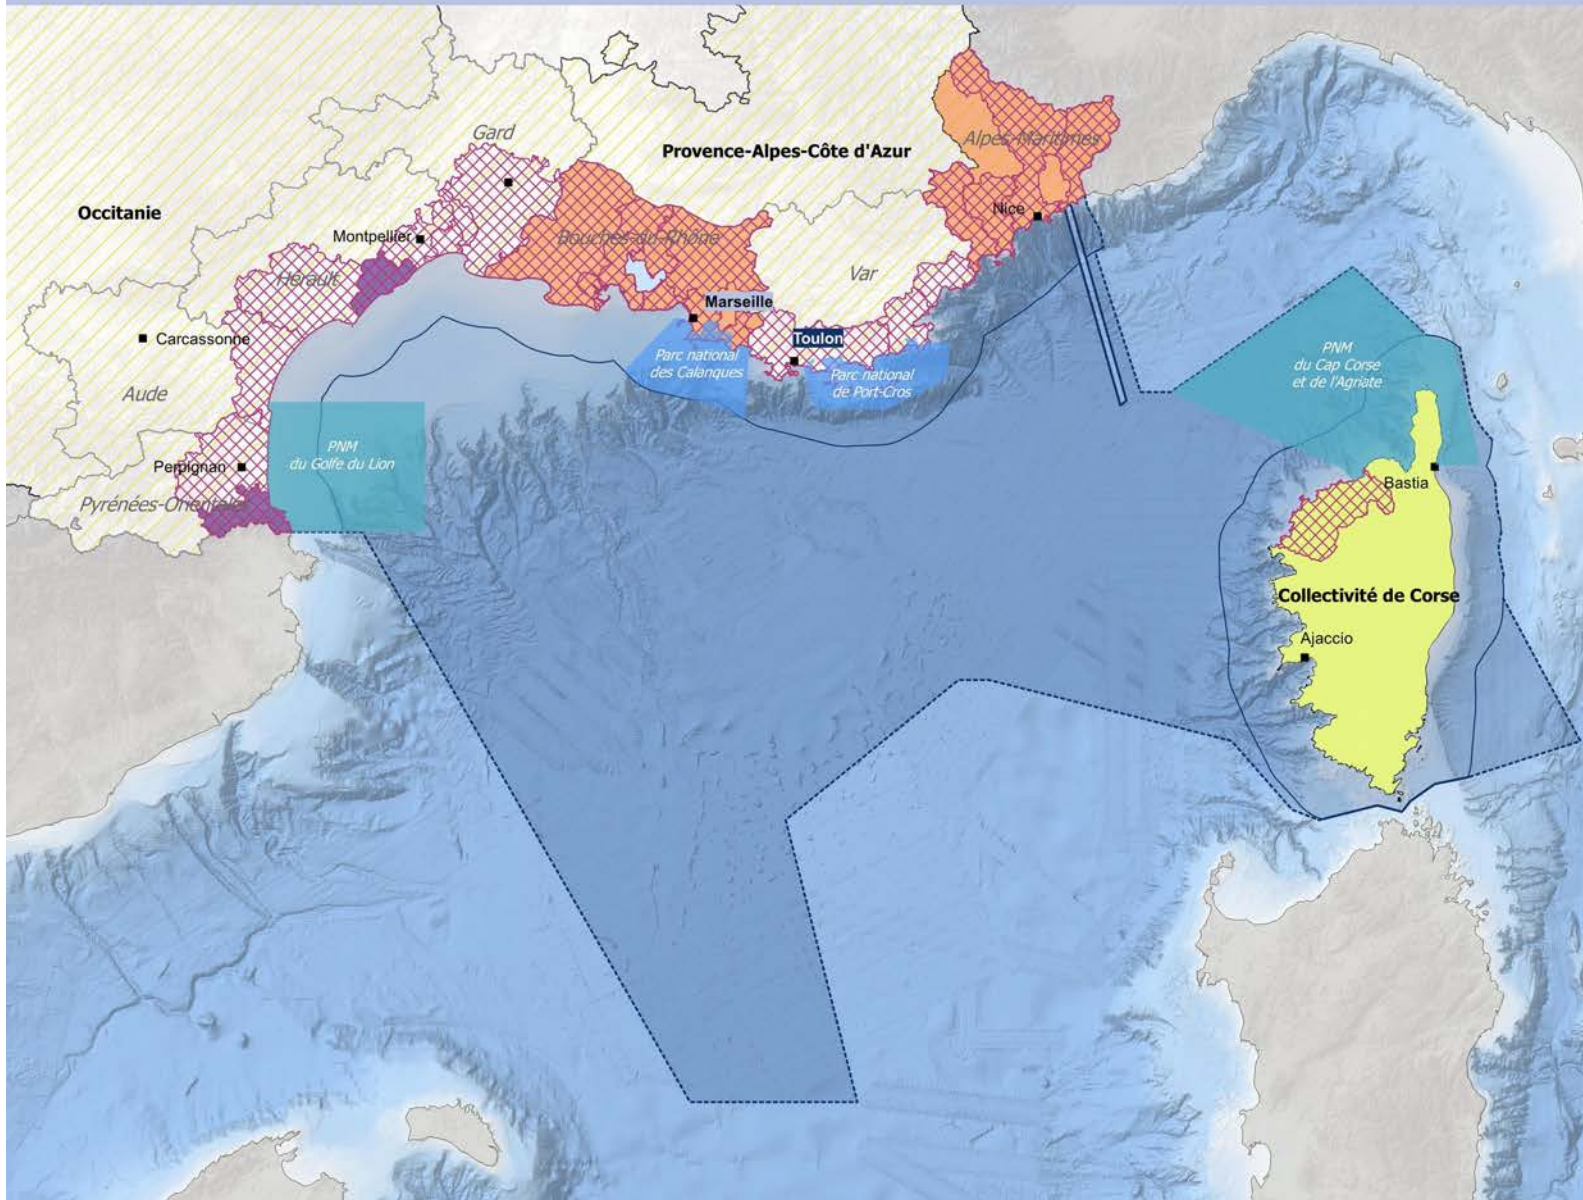 Gard
Provence-Alpes-Côte d'Azur
Alpes-Maritimes
Occitanie
Nice
Montpellier
Bouches-du-Rhône
Hérault
Var
Marseille
Carcassonne
Toulon
Parc national
des Calanques
Parc national
de Port-Cros
PNM
du Cap Corse
et de l'Agriate
Aude
PNM
du Golfe du Lion
Perpignan
Bastia
Pyrénées-Orientales
Collectivité de Corse
Ajaccio